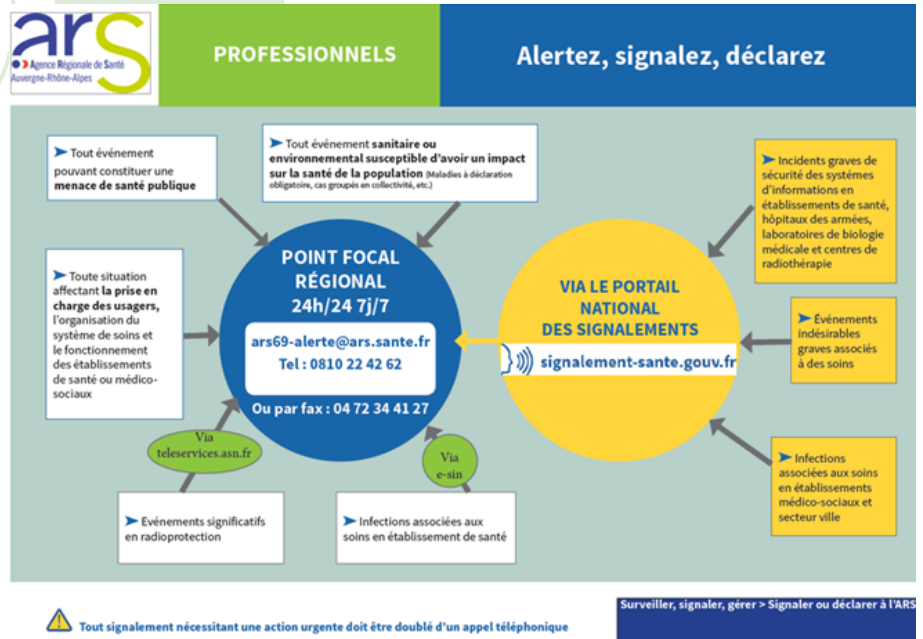 ars
Agence Régionale de Santé
Auvergne-Rhône-Alpes
PROFESSIONNELS
Alertez, signalez, déclarez
Tout événement
pouvant constituer une
menace de santé publique
Tout événement sanitaire ou
environnemental susceptible d'avoir un impact
sur la santé de la population (Maladies à déclaration
obligatoire, cas groupés en collectivité, etc.)
Incidents graves de
sécurité des systèmes
d'informations en
établissements de santé,
hôpitaux des armées,
laboratoires de biologie
médicale et centres de
radiothérapie
Toute situation
affectant la prise en
charge des usagers,
l'organisation du
système de soins et
le fonctionnement
des établissements
de santé ou médico-
sociaux
POINT FOCAL
RÉGIONAL
24h/24 7j/7
ars69-alerte@ars.sante.fr
Tel : 0810 22 42 62
Ou par fax : 04 72 34 41 27
VIA LE PORTAIL
NATIONAL
DES SIGNALEMENTS
signalement-sante.gouv.fr
Événements
indésirables
graves associés
à des soins
Via
teleservices.asn.fr
Via
e-sin
Infections
associées aux soins
en établissements
médico-sociaux et
secteur ville
Evénements significatifs
en radioprotection
Infections associées aux
soins en établissement de santé
Tout signalement nécessitant une action urgente doit être doublé d'un appel téléphonique
Surveiller, signaler, gérer > Signaler ou déclarer à l'ARS